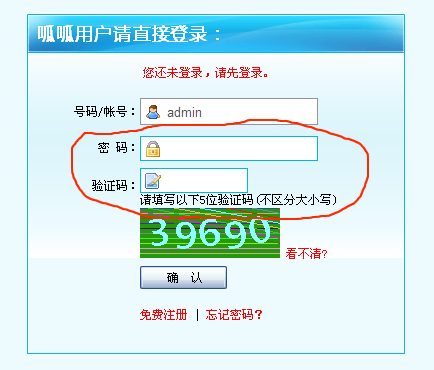 呱呱用户请直接登录：
您还未登录，请先登录。
号码/帐号： admin
密 码：
验证码：
请填写以下5位验证码(不区分大小写)
39690 看不清?
确 认
免费注册 | 忘记密码?